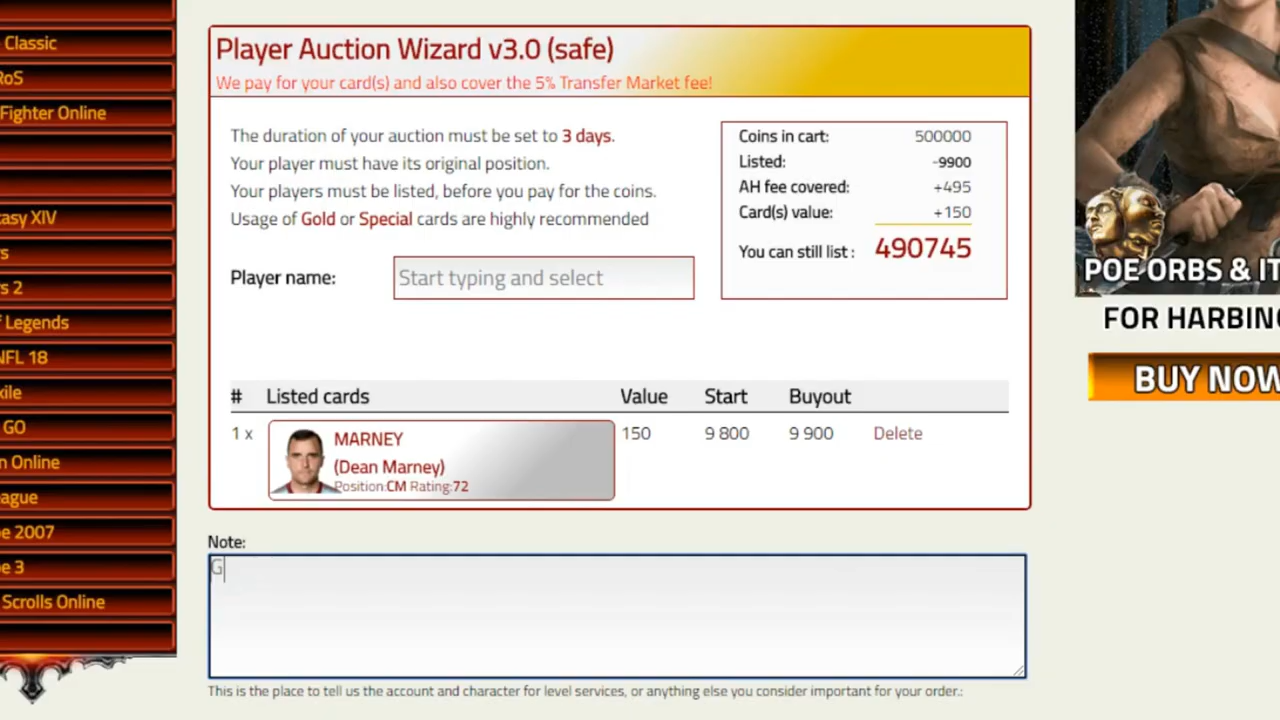 Classic
RoS
Fighter Online
asy XIV
s
s 2
f Legends
NFL 18
xile
GO
n Online
eague
e 2007
e 3
Scrolls Online
Player Auction Wizard v3.0 (safe)
We pay for your card(s) and also cover the 5% Transfer Market fee!
The duration of your auction must be set to 3 days.
Your player must have its original position.
Your players must be listed, before you pay for the coins.
Usage of Gold or Special cards are highly recommended
Player name: Start typing and select
Coins in cart: 500000
Listed: -9900
AH fee covered: +495
Card(s) value: +150
You can still list : 490745
# Listed cards Value Start Buyout
1 x MARNEY 150 9 800 9 900 Delete
(Dean Marney)
Position:CM Rating:72
Note:
G
This is the place to tell us the account and character for level services, or anything else you consider important for your order.:
POE ORBS & IT
FOR HARBIN
BUY NOW